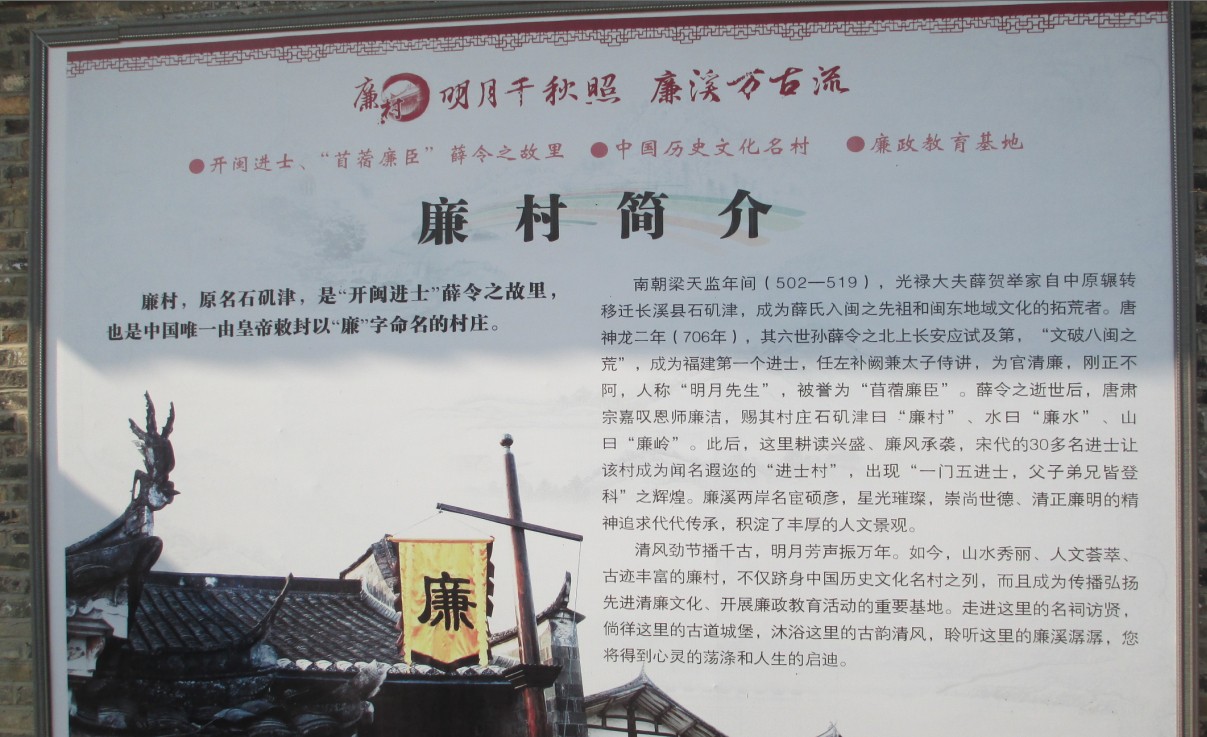 廉村 明月千秋照 廉溪万古流
●开闽进士、“苜蓿廉臣”薛令之故里 ●中国历史文化名村 ●廉政教育基地
廉村简介
廉村，原名石矶津，是“开闽进士”薛令之故里，
也是中国唯一由皇帝敕封以“廉”字命名的村庄。
南朝梁天监年间（502—519），光禄大夫薛贺举家自中原辗转
移迁长溪县石矶津，成为薛氏入闽之先祖和闽东地域文化的拓荒者。唐
神龙二年（706年），其六世孙薛令之北上长安应试及第，“文破八闽之
荒”，成为福建第一个进士，任左补阙兼太子侍讲，为官清廉，刚正不
阿，人称“明月先生”，被誉为“苜蓿廉臣”。薛令之逝世后，唐肃
宗嘉叹恩师廉洁，赐其村庄石矶津曰“廉村”、水曰“廉水”、山
曰“廉岭”。此后，这里耕读兴盛、廉风承袭，宋代的30多名进士让
该村成为闻名遐迩的“进士村”，出现“一门五进士，父子弟兄皆登
科”之辉煌。廉溪两岸名宦硕彦，星光璀璨，崇尚世德、清正廉明的精
神追求代代传承，积淀了丰厚的人文景观。
清风劲节播千古，明月芳声振万年。如今，山水秀丽、人文荟萃、
古迹丰富的廉村，不仅跻身中国历史文化名村之列，而且成为传播弘扬
先进清廉文化、开展廉政教育活动的重要基地。走进这里的名祠访贤，
倘徉这里的古道城堡，沐浴这里的古韵清风，聆听这里的廉溪潺潺，您
将得到心灵的荡涤和人生的启迪。
廉